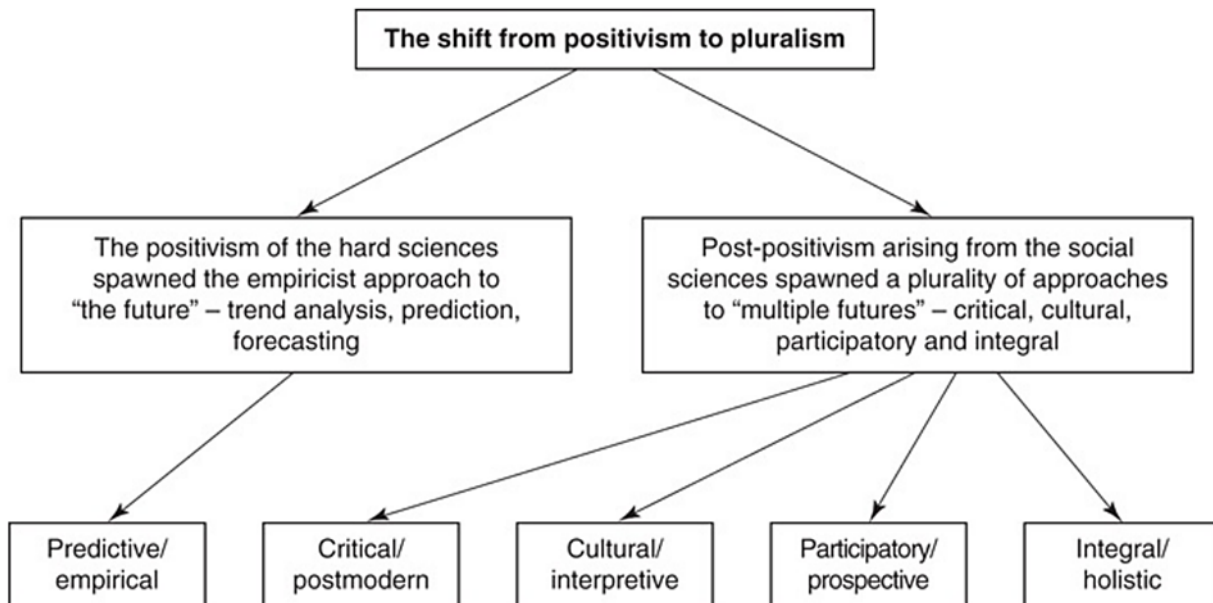 The shift from positivism to pluralism
The positivism of the hard sciences
spawned the empiricist approach to
“the future” – trend analysis, prediction,
forecasting
Post-positivism arising from the social
sciences spawned a plurality of approaches
to “multiple futures” – critical, cultural,
participatory and integral
Predictive/
empirical
Critical/
postmodern
Cultural/
interpretive
Participatory/
prospective
Integral/
holistic